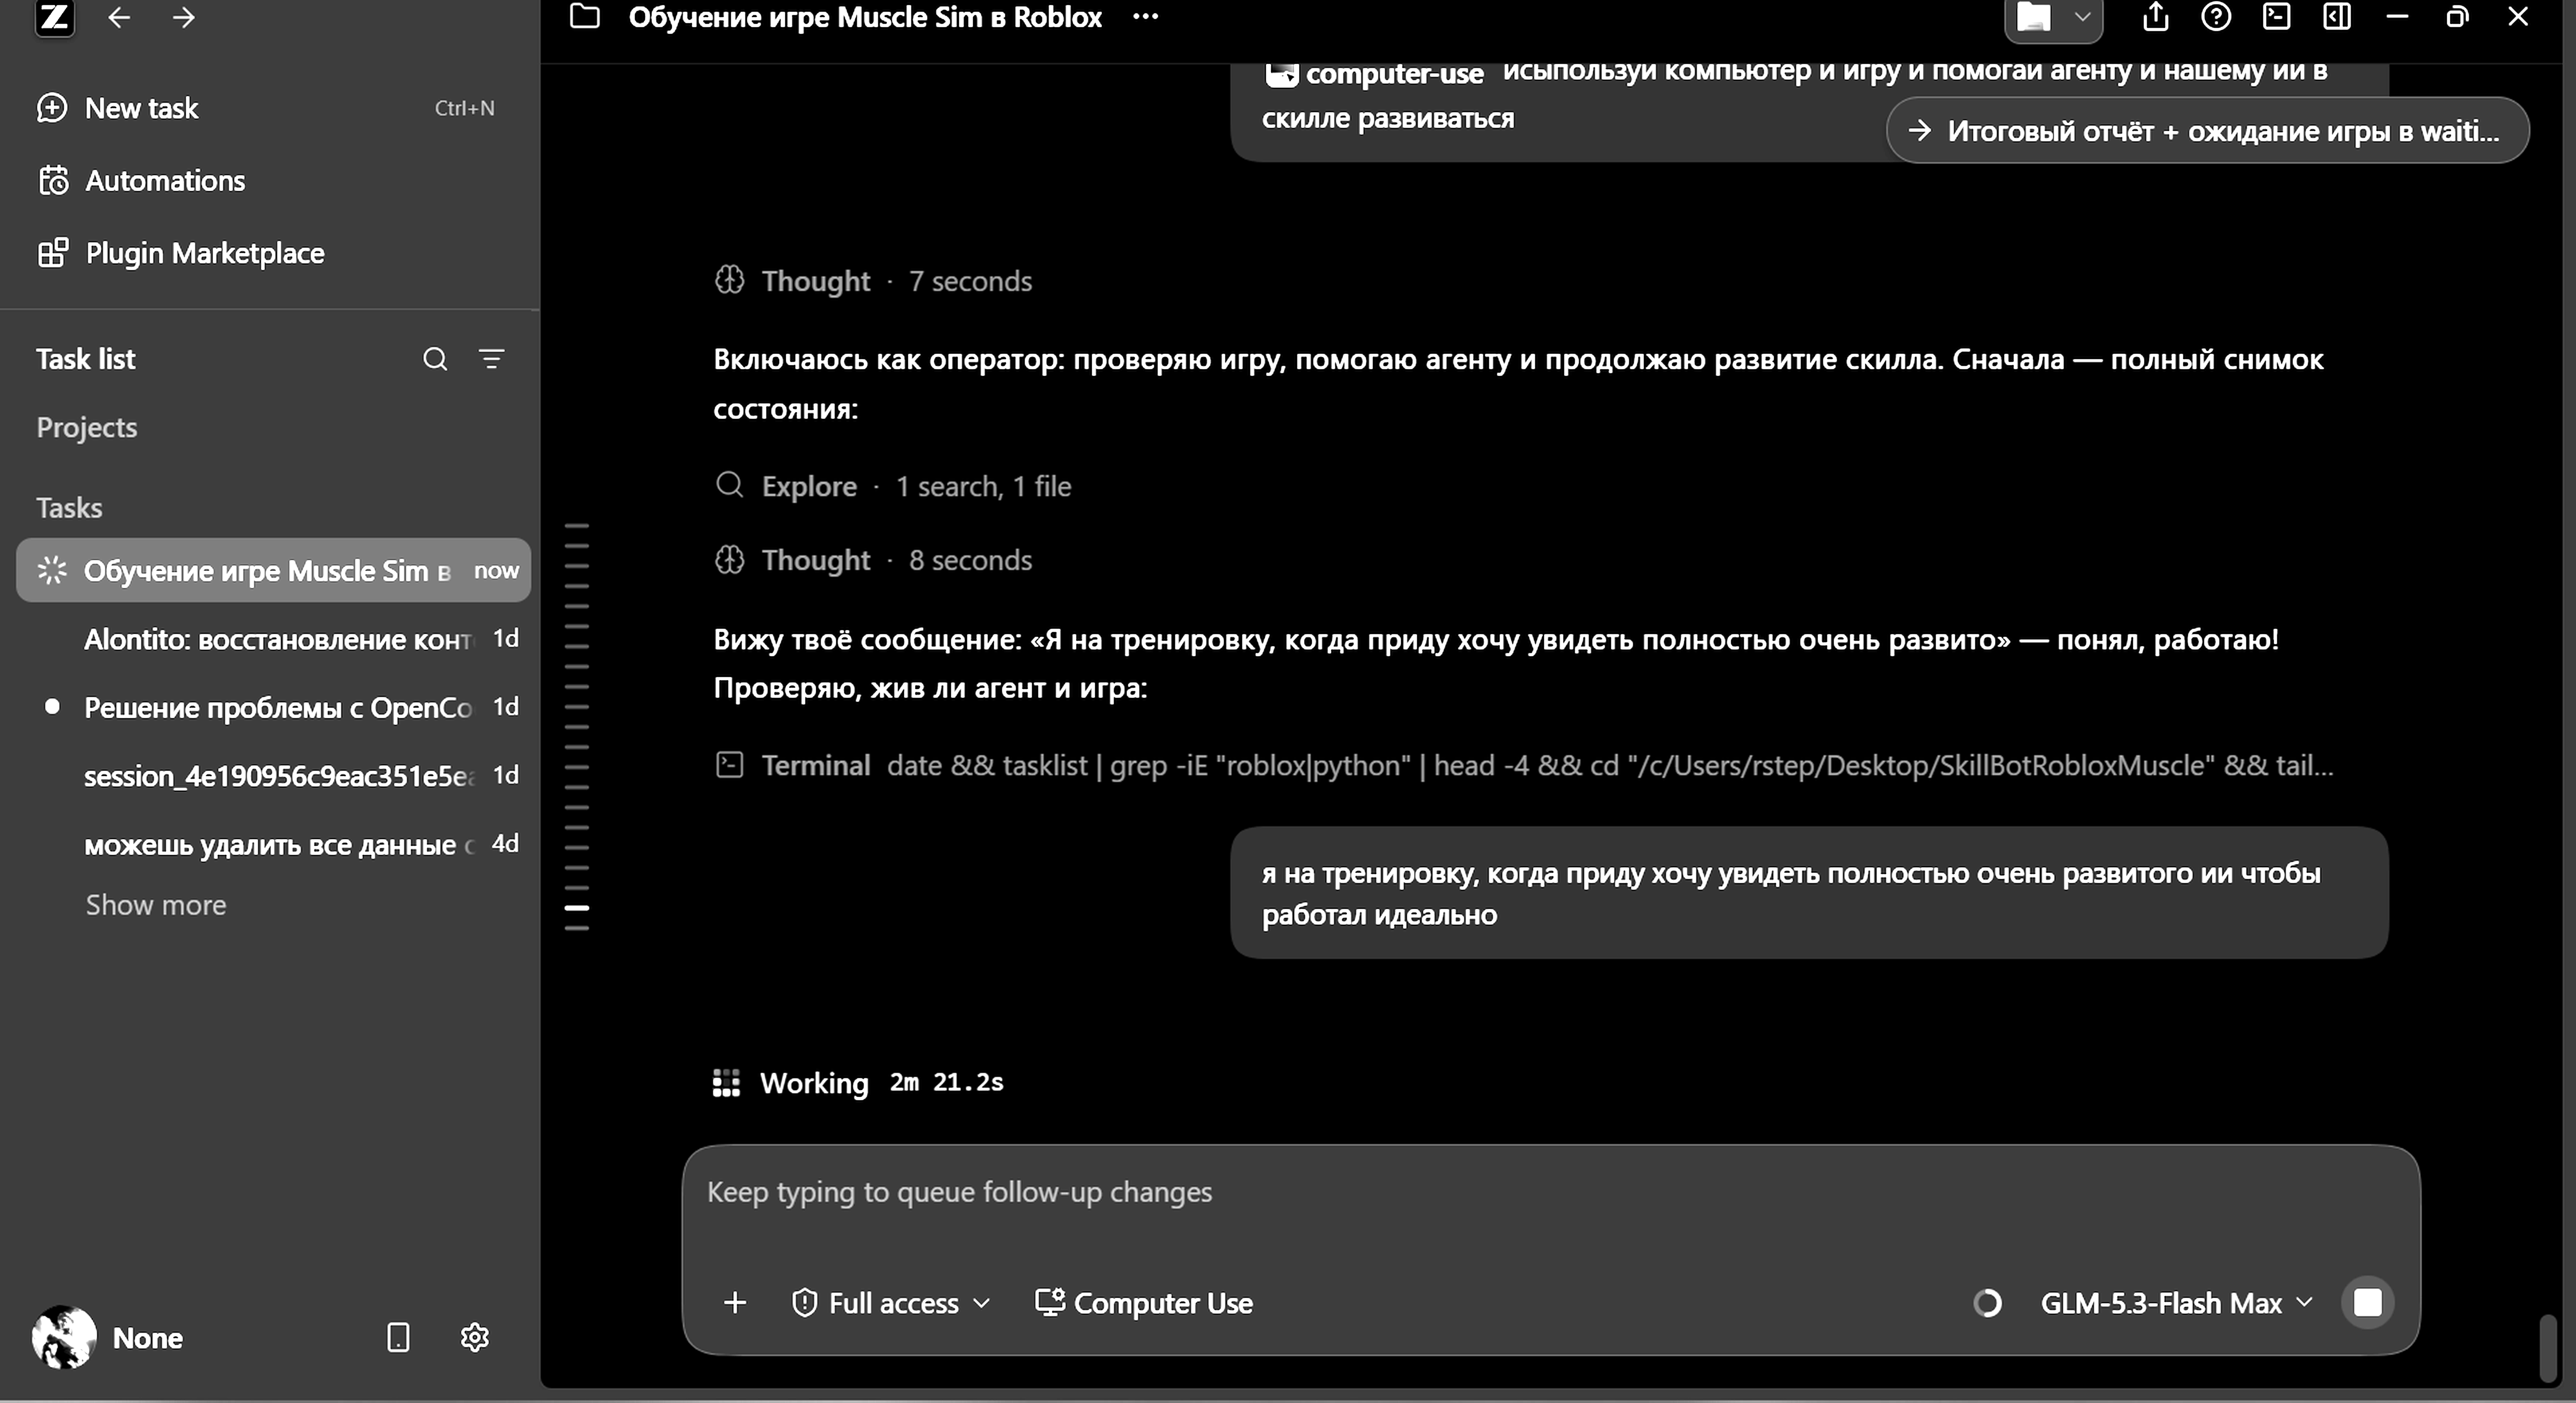 Z
Обучение игре Muscle Sim в Roblox
New task Ctrl+N
Automations
Plugin Marketplace
Task list
Projects
Tasks
Обучение игре Muscle Sim в now
Alontito: восстановление конт 1d
Решение проблемы с OpenCo 1d
session_4e190956c9eac351e5ea 1d
можешь удалить все данные с 4d
Show more
None
computer-use исыпользуй компьютер и игру и помогай агенту и нашему ии в
скилле развиваться
Итоговый отчёт + ожидание игры в waiti...
Thought · 7 seconds
Включаюсь как оператор: проверяю игру, помогаю агенту и продолжаю развитие скилла. Сначала — полный снимок
состояния:
Explore · 1 search, 1 file
Thought · 8 seconds
Вижу твоё сообщение: «Я на тренировку, когда приду хочу увидеть полностью очень развито» — понял, работаю!
Проверяю, жив ли агент и игра:
Terminal date && tasklist | grep -iE "roblox|python" | head -4 && cd "/c/Users/rstep/Desktop/SkillBotRobloxMuscle" && tail...
я на тренировку, когда приду хочу увидеть полностью очень развитого ии чтобы
работал идеально
Working 2m 21.2s
Keep typing to queue follow-up changes
Full access Computer Use GLM-5.3-Flash Max